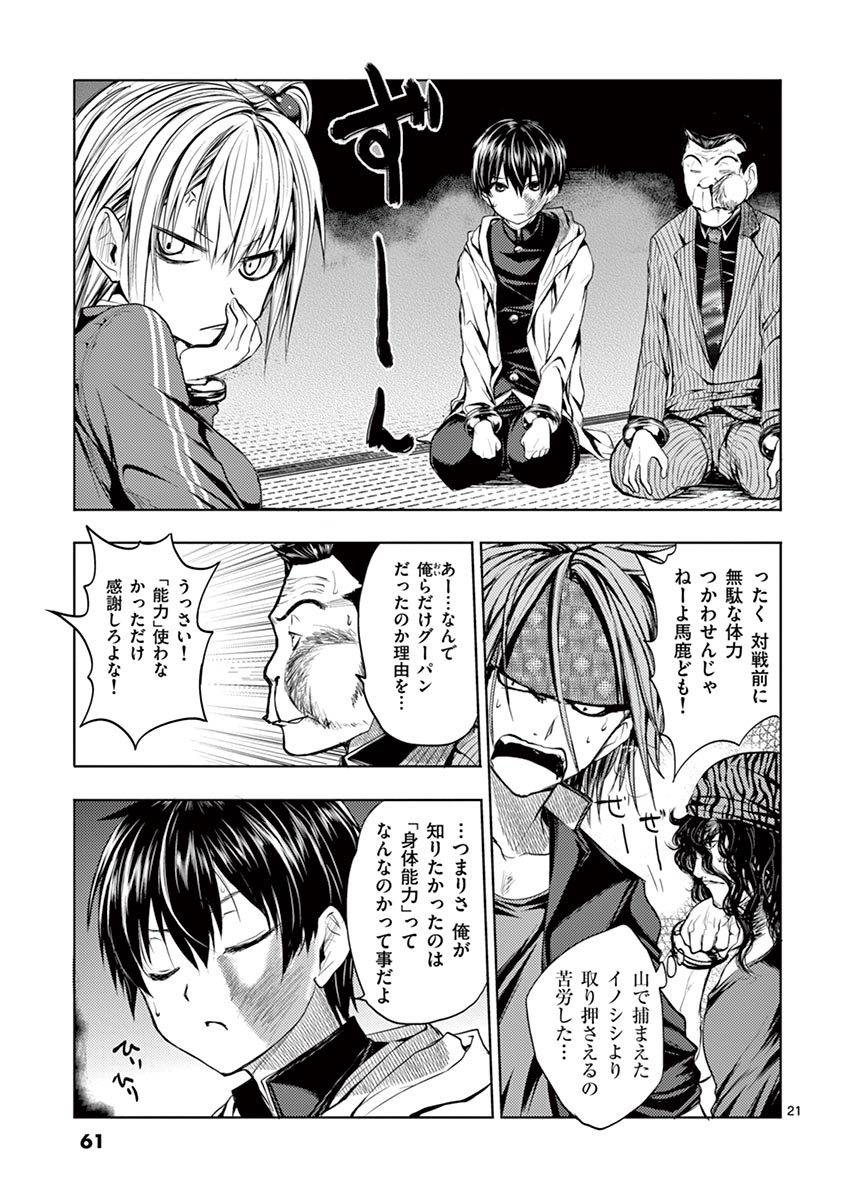 ずーーん
ったく 対戦前に
無駄な体力
つかわせんじゃ
ねーよ馬鹿ども!
ぜー
ぜー
山で捕まえた
イノシシより
取り押さえるの
苦労した…
あー…なんで
俺らだけグーパン
おい
だったのか理由を…
うっさい!
「能力」使わな
かっただけ
感謝しろよな!
…つまりさ 俺が
知りたかったのは
「身体能力」って
なんなのかって事だよ
ひりひり
21
61